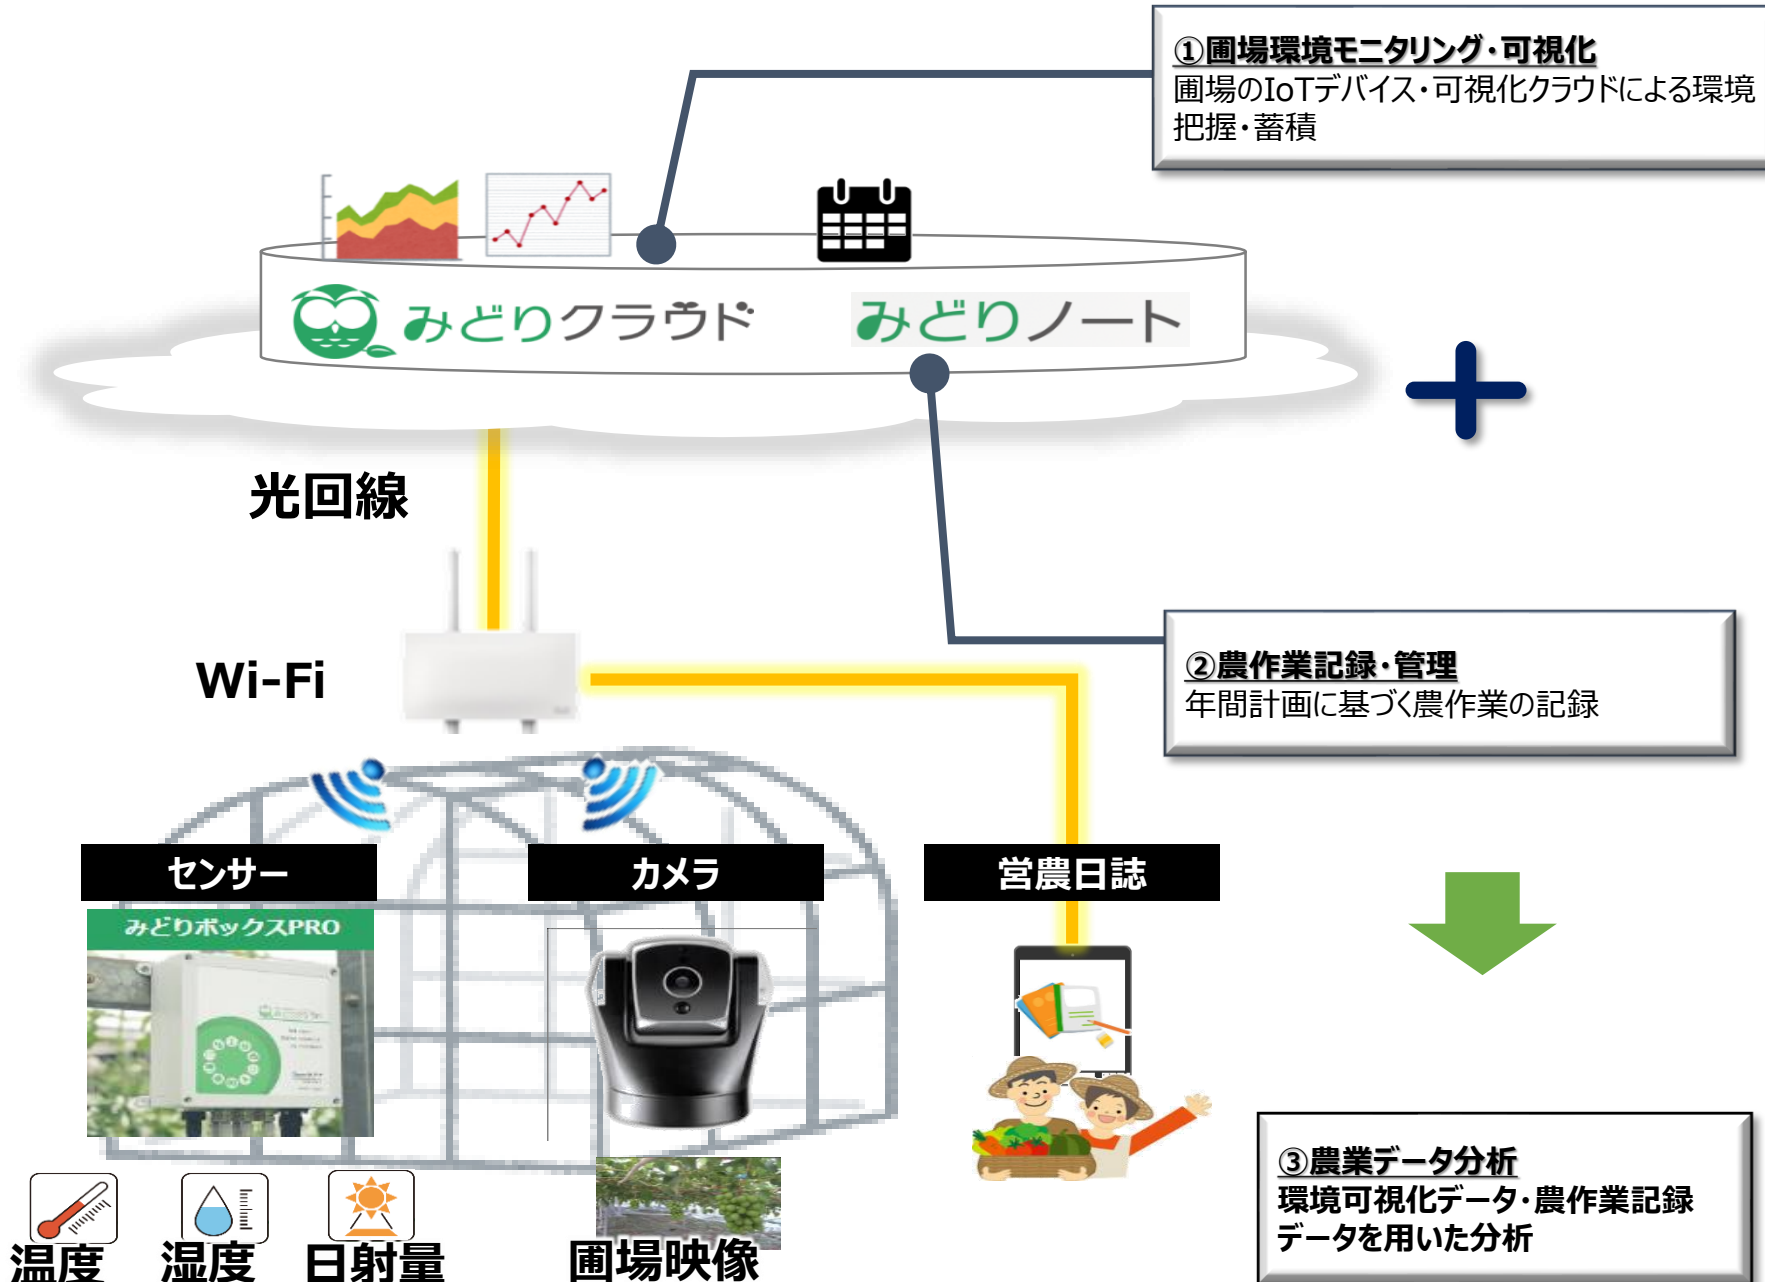 ①圃場環境モニタリング・可視化
圃場のIoTデバイス・可視化クラウドによる環境
把握・蓄積
みどりクラウド
みどりノート
光回線
Wi-Fi
②農作業記録・管理
年間計画に基づく農作業の記録
センサー
カメラ
営農日誌
みどりボックスPRO
③農業データ分析
環境可視化データ・農作業記録
データを用いた分析
温度
湿度
日射量
圃場映像